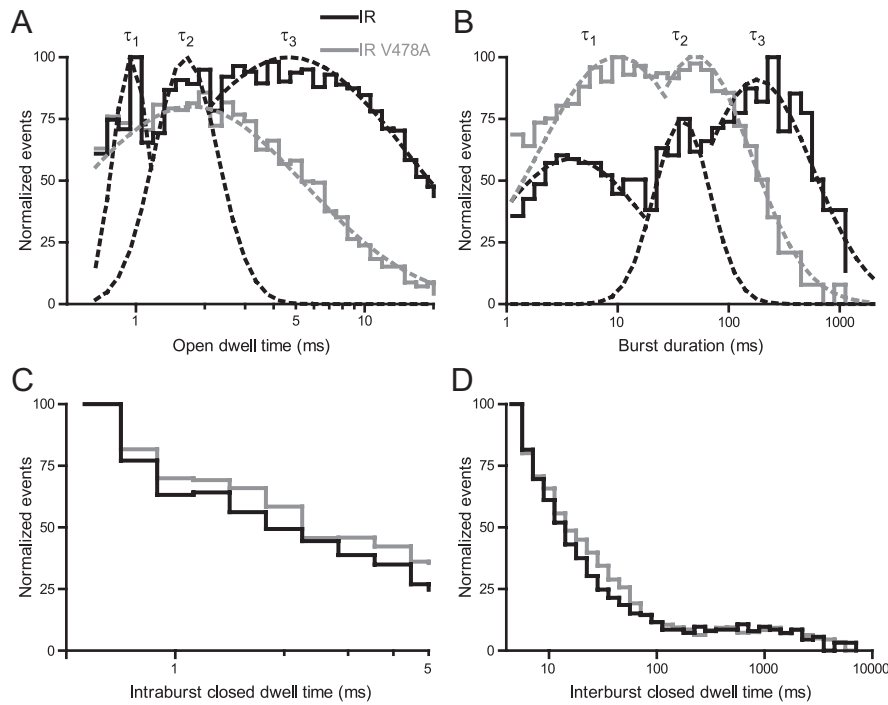 A
τ1
τ2
τ3
IR
IR V478A
100
75
50
25
0
Normalized events
1
5
10
Open dwell time (ms)
B
τ1
τ2
τ3
100
75
50
25
0
Normalized events
1
10
100
1000
Burst duration (ms)
C
100
75
50
25
0
Normalized events
1
5
Intraburst closed dwell time (ms)
D
100
75
50
25
0
Normalized events
10
100
1000
10000
Interburst closed dwell time (ms)